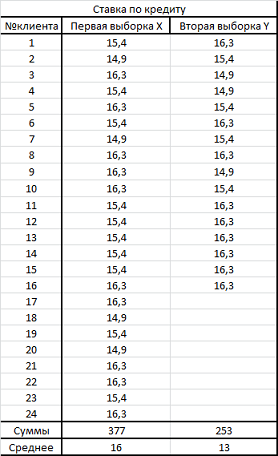 Ставка по кредиту
№клиента Первая выборка X Вторая выборка Y
1 15,4 16,3
2 14,9 15,4
3 16,3 14,9
4 15,4 14,9
5 16,3 15,4
6 15,4 15,4
7 14,9 15,4
8 16,3 16,3
9 16,3 14,9
10 16,3 15,4
11 15,4 16,3
12 15,4 16,3
13 15,4 16,3
14 15,4 16,3
15 15,4 16,3
16 16,3 16,3
17 16,3
18 14,9
19 15,4
20 14,9
21 16,3
22 16,3
23 15,4
24 16,3
Суммы 377 253
Среднее 16 13